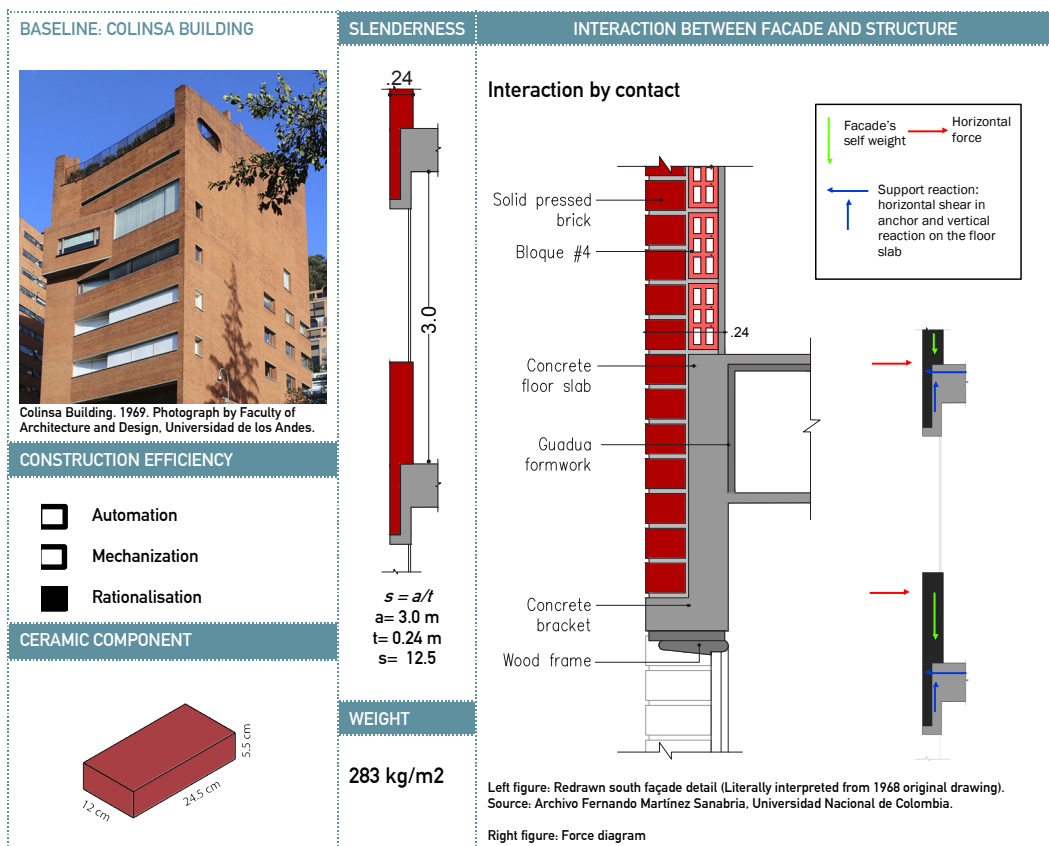 BASELINE: COLINSA BUILDING
Colinsa Building. 1969. Photograph by Faculty of
Architecture and Design, Universidad de los Andes.
CONSTRUCTION EFFICIENCY
Automation
Mechanization
Rationalisation
CERAMIC COMPONENT
12 cm
24.5 cm
5.5 cm
SLENDERNESS
.24
3.0
s = a/t
a= 3.0 m
t= 0.24 m
s= 12.5
WEIGHT
283 kg/m2
INTERACTION BETWEEN FACADE AND STRUCTURE
Interaction by contact
Solid pressed
brick
Bloque #4
.24
Concrete
floor slab
Guadua
formwork
Concrete
bracket
Wood frame
Facade's
self weight
Horizontal
force
Support reaction:
horizontal shear in
anchor and vertical
reaction on the floor
slab
Left figure: Redrawn south façade detail (Literally interpreted from 1968 original drawing).
Source: Archivo Fernando Martínez Sanabria, Universidad Nacional de Colombia.
Right figure: Force diagram